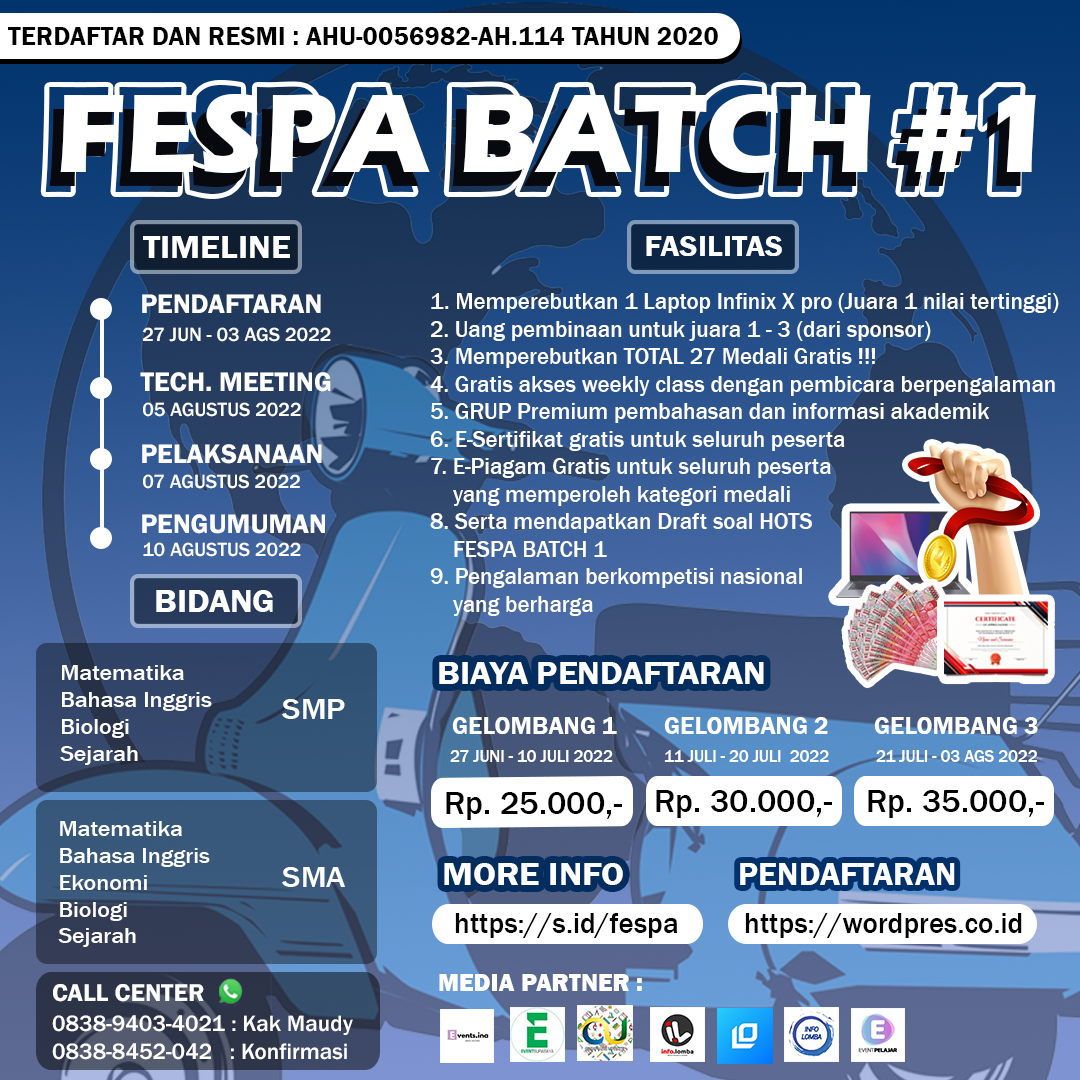 TERDAFTAR DAN RESMI : AHU-0056982-AH.114 TAHUN 2020
FESPA BATCH #1
TIMELINE
PENDAFTARAN
27 JUN - 03 AGS 2022
TECH. MEETING
05 AGUSTUS 2022
PELAKSANAAN
07 AGUSTUS 2022
PENGUMUMAN
10 AGUSTUS 2022
FASILITAS
1. Memperebutkan 1 Laptop Infinix X pro (Juara 1 nilai tertinggi)
2. Uang pembinaan untuk juara 1 - 3 (dari sponsor)
3. Memperebutkan TOTAL 27 Medali Gratis !!!
4. Gratis akses weekly class dengan pembicara berpengalaman
5. GRUP Premium pembahasan dan informasi akademik
6. E-Sertifikat gratis untuk seluruh peserta
7. E-Piagam Gratis untuk seluruh peserta
yang memperoleh kategori medali
8. Serta mendapatkan Draft soal HOTS
FESPA BATCH 1
9. Pengalaman berkompetisi nasional
yang berharga
CERTIFICATE
BIDANG
Matematika
Bahasa Inggris
Biologi
Sejarah
SMP
Matematika
Bahasa Inggris
Ekonomi
Biologi
Sejarah
SMA
CALL CENTER
0838-9403-4021 : Kak Maudy
0838-8452-042 : Konfirmasi
BIAYA PENDAFTARAN
GELOMBANG 1
27 JUNI - 10 JULI 2022
Rp. 25.000,-
GELOMBANG 2
11 JULI - 20 JULI 2022
Rp. 30.000,-
GELOMBANG 3
21 JULI - 03 AGS 2022
Rp. 35.000,-
MORE INFO
https://s.id/fespa
PENDAFTARAN
https://wordpres.co.id
MEDIA PARTNER :
Events.ina
info.lomba
INFO
LOMBA
EVENTPELAJAR